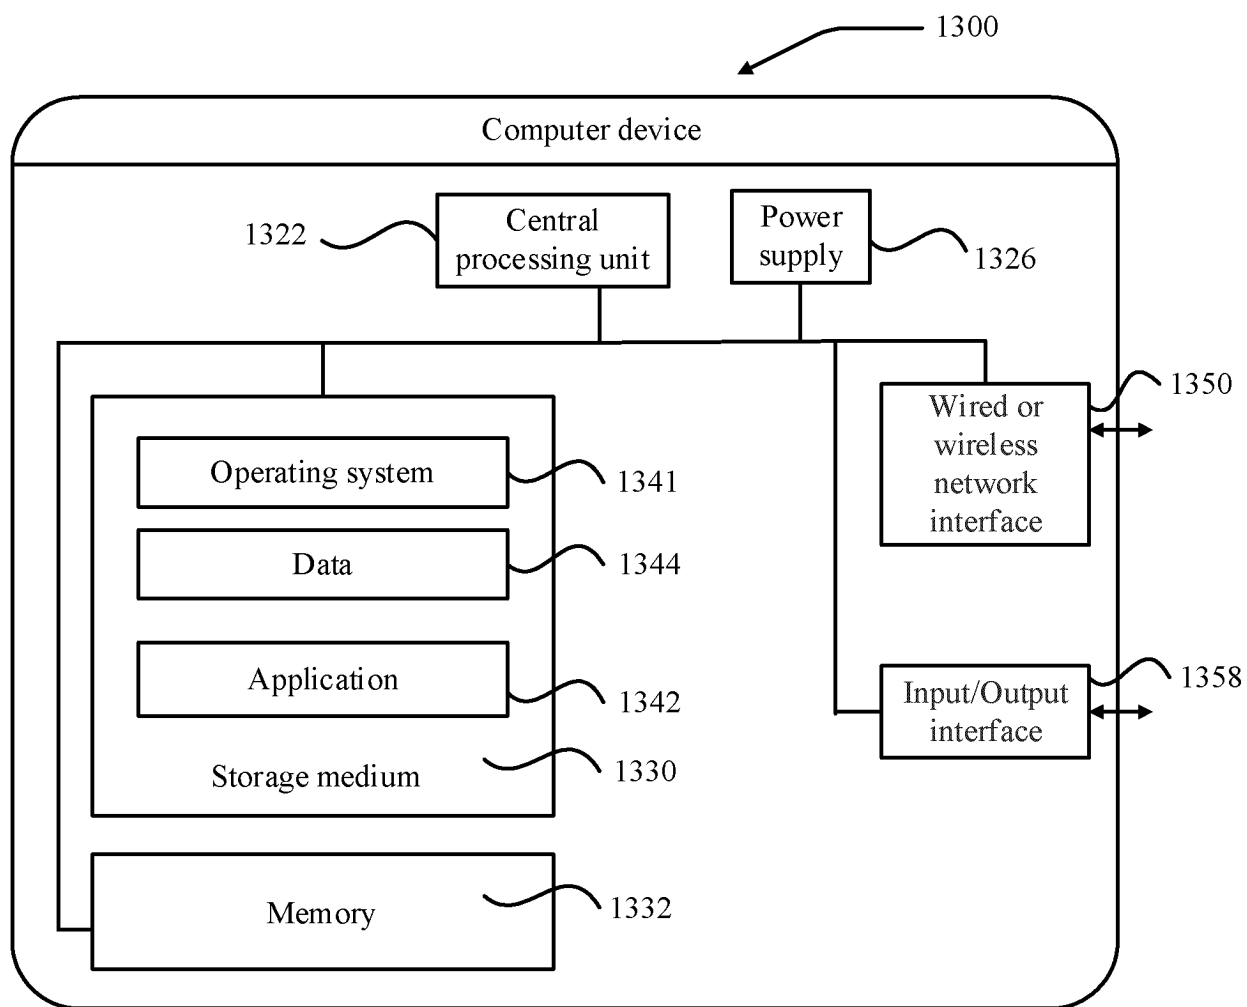 1300
Computer device
1322
Central
processing unit
Power
supply
1326
1350
Wired or
wireless
network
interface
Operating system
1341
Data
1344
Application
1342
1358
Input/Output
interface
Storage medium
1330
Memory
1332